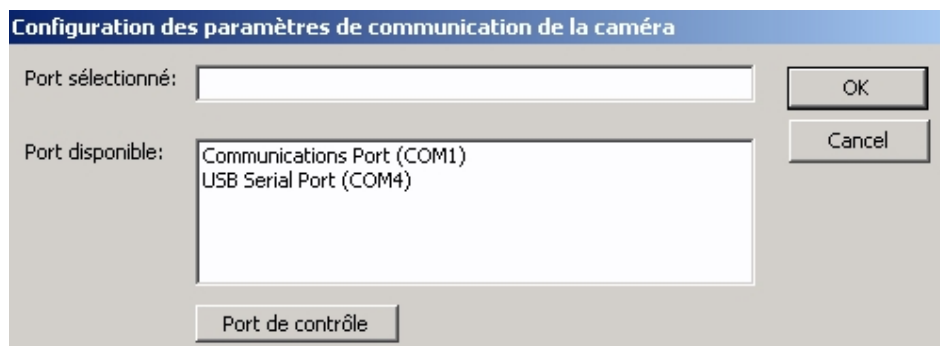 Configuration des paramètres de communication de la caméra
Port sélectionné:
OK
Port disponible:
Communications Port (COM1)
USB Serial Port (COM4)
Cancel
Port de contrôle